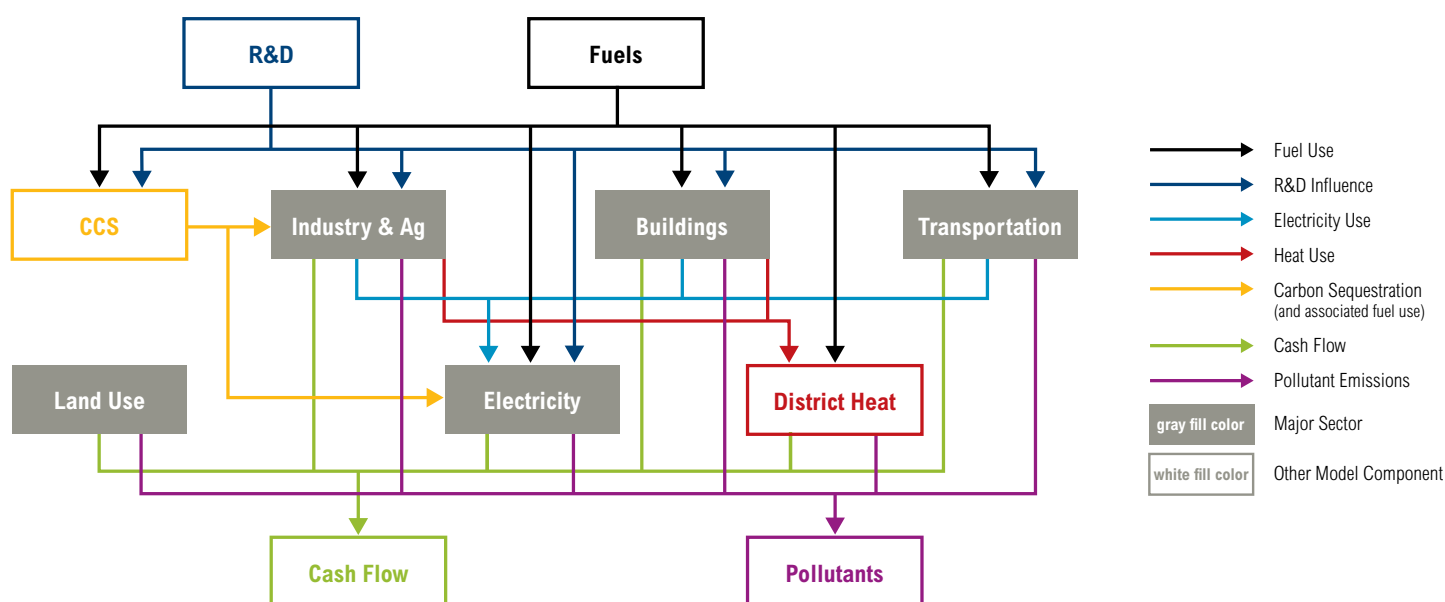 R&D
Fuels
CCS
Industry & Ag
Buildings
Transportation
Land Use
Electricity
District Heat
Cash Flow
Pollutants
Fuel Use
R&D Influence
Electricity Use
Heat Use
Carbon Sequestration
(and associated fuel use)
Cash Flow
Pollutant Emissions
gray fill color
Major Sector
white fill color
Other Model Component